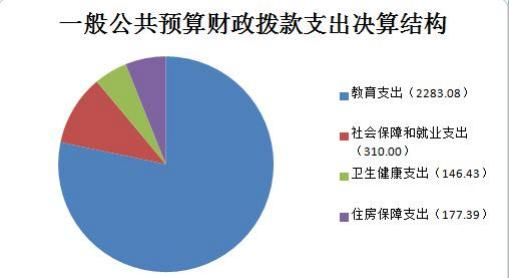 一般公共预算财政拨款支出决算结构
教育支出（2283.08）
社会保障和就业支出
（310.00）
卫生健康支出（146.43）
住房保障支出（177.39）